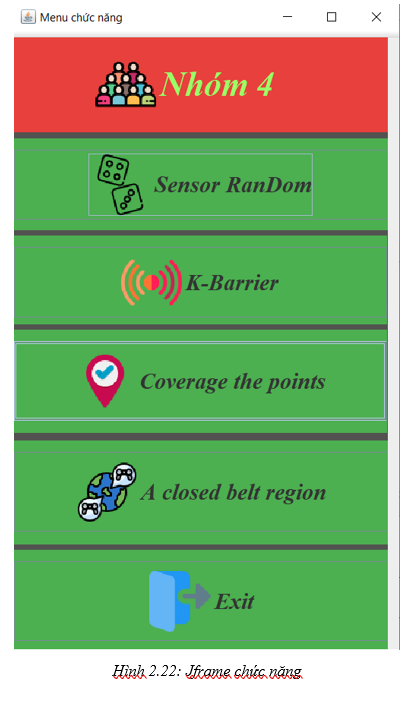 Menu chức năng
Nhóm 4
Sensor RanDom
K-Barrier
Coverage the points
A closed belt region
Exit
Hình 2.22: Jframe chức năng